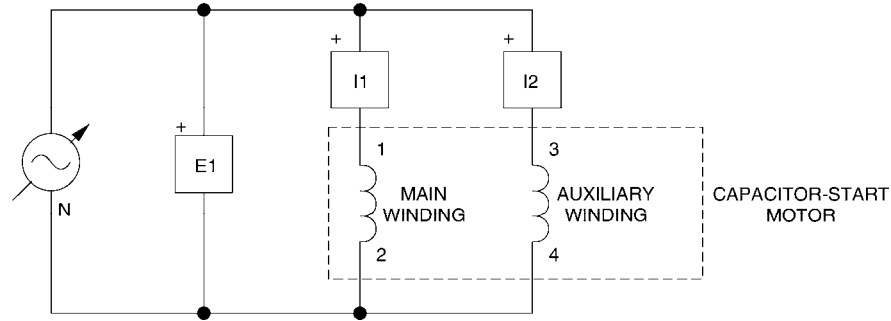 +
+
I1
I2
+
E1
N
1
3
MAIN
WINDING
AUXILIARY
WINDING
CAPACITOR-START
MOTOR
2
4